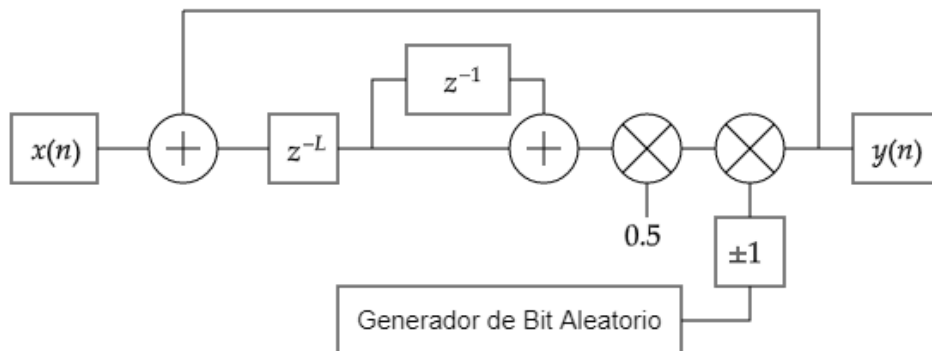 z⁻¹
x(n)
+
z⁻ᴸ
+
y(n)
0.5
±1
Generador de Bit Aleatorio